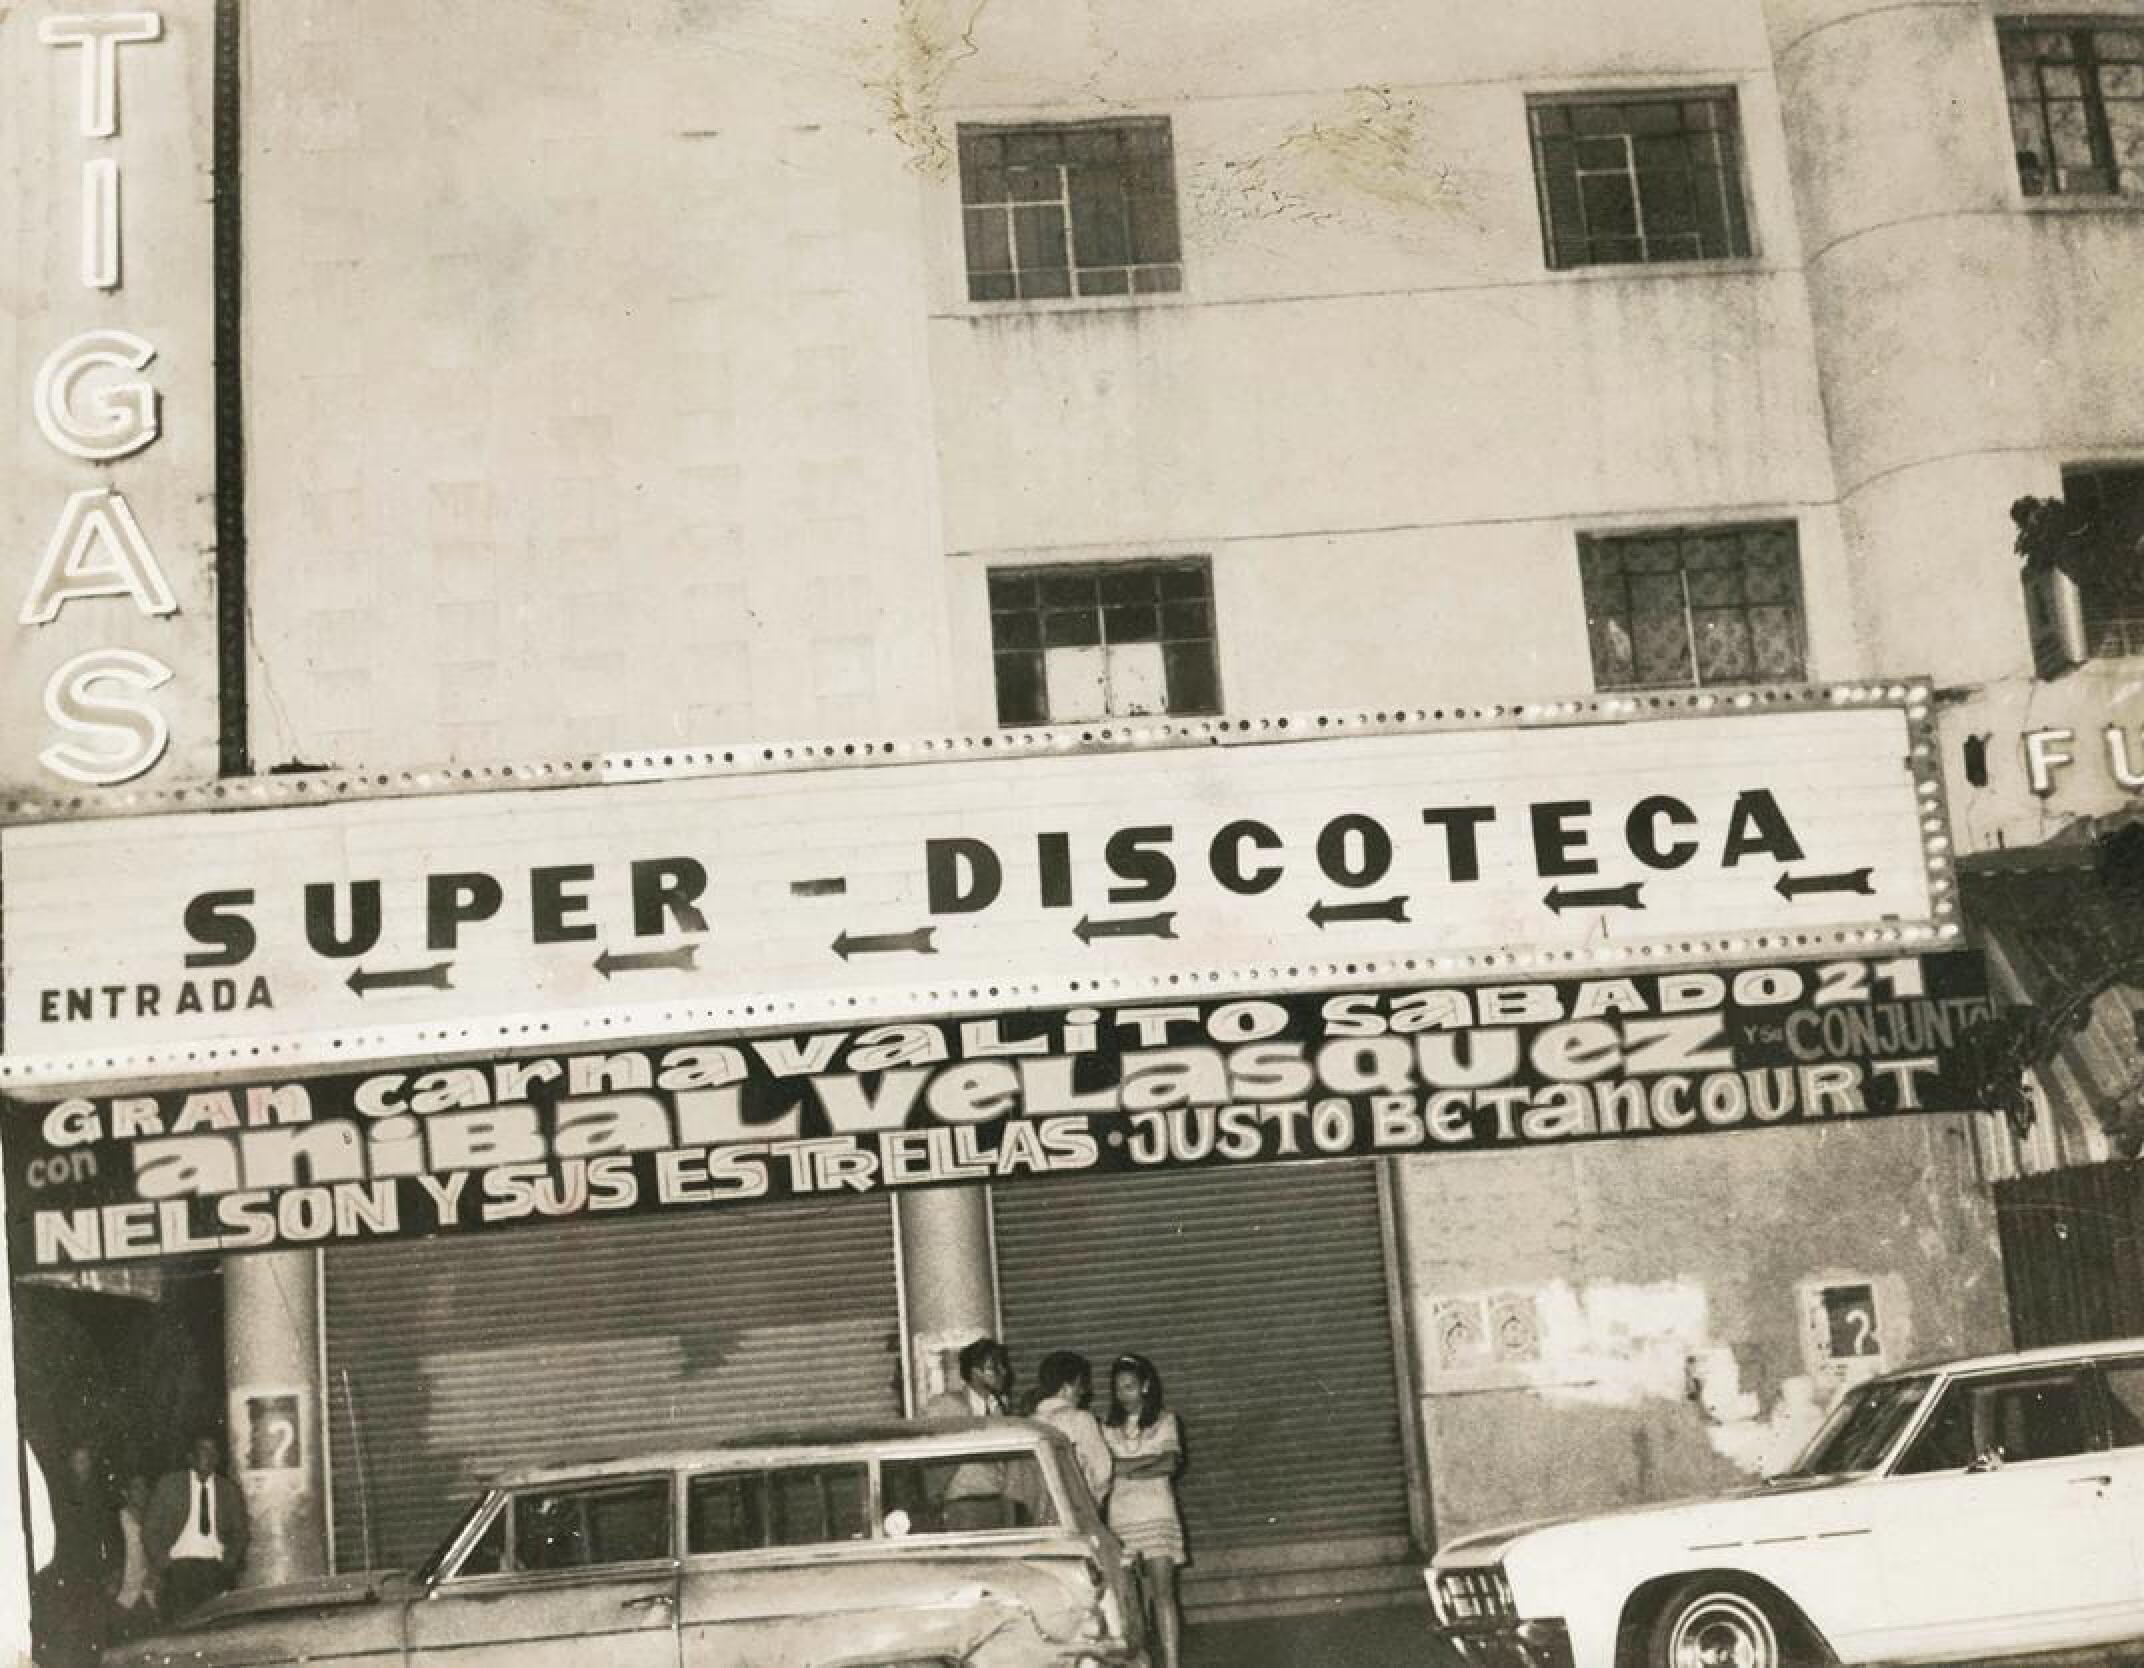 TIGAS
SUPER - DISCOTECA
ENTRADA
FU
GRAN carnavaLiTO SaBADO 21
con aniBaL VeLasQUeZ Y Su CONJUNTO
NELSON Y SUS ESTRELLAS · JUSTO BETancOURT
?
?